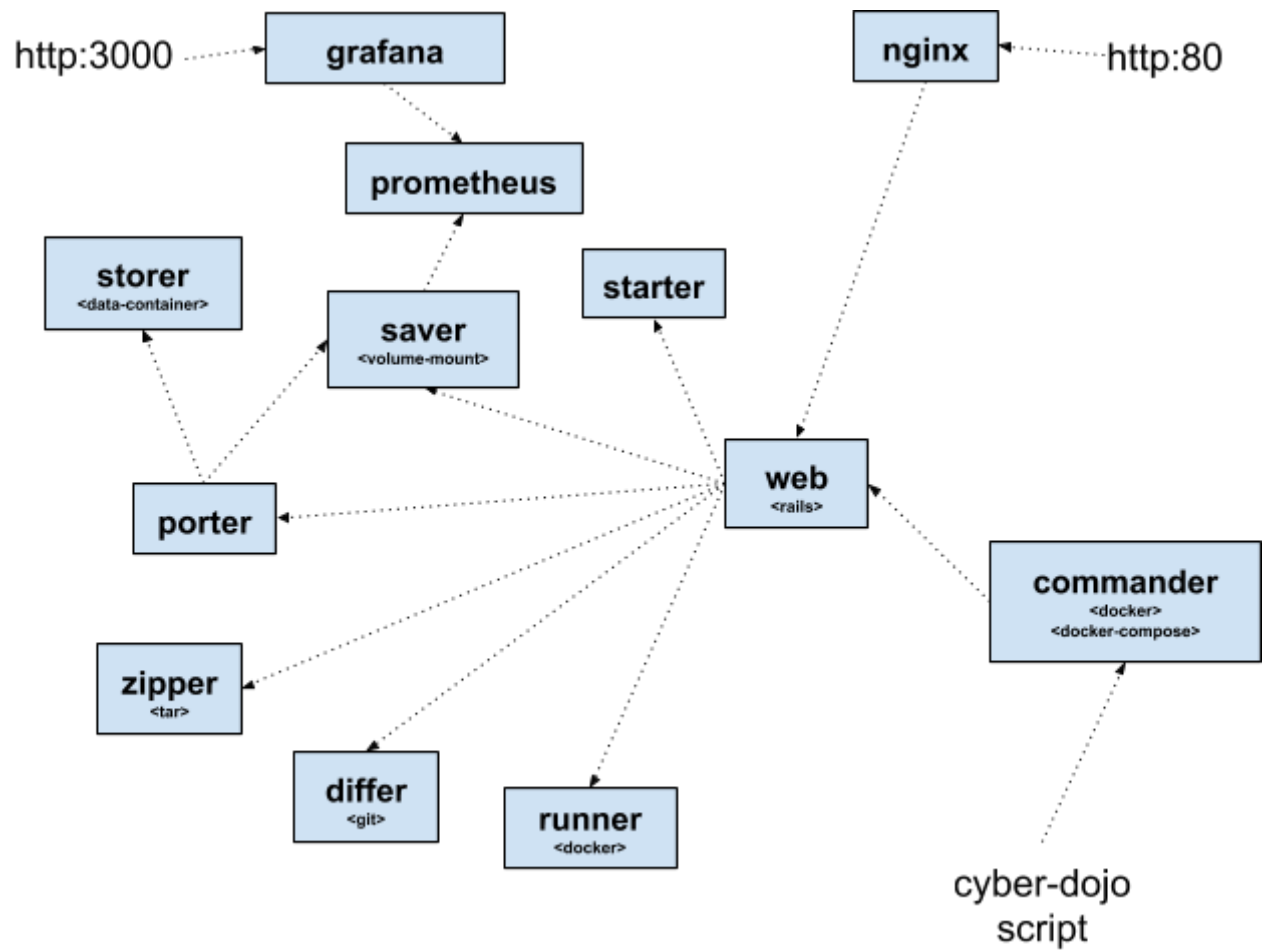 http:3000
grafana
nginx
http:80
prometheus
storer
<data-container>
starter
saver
<volume-mount>
web
<rails>
porter
commander
<docker>
<docker-compose>
zipper
<tar>
differ
<git>
runner
<docker>
cyber-dojo
script